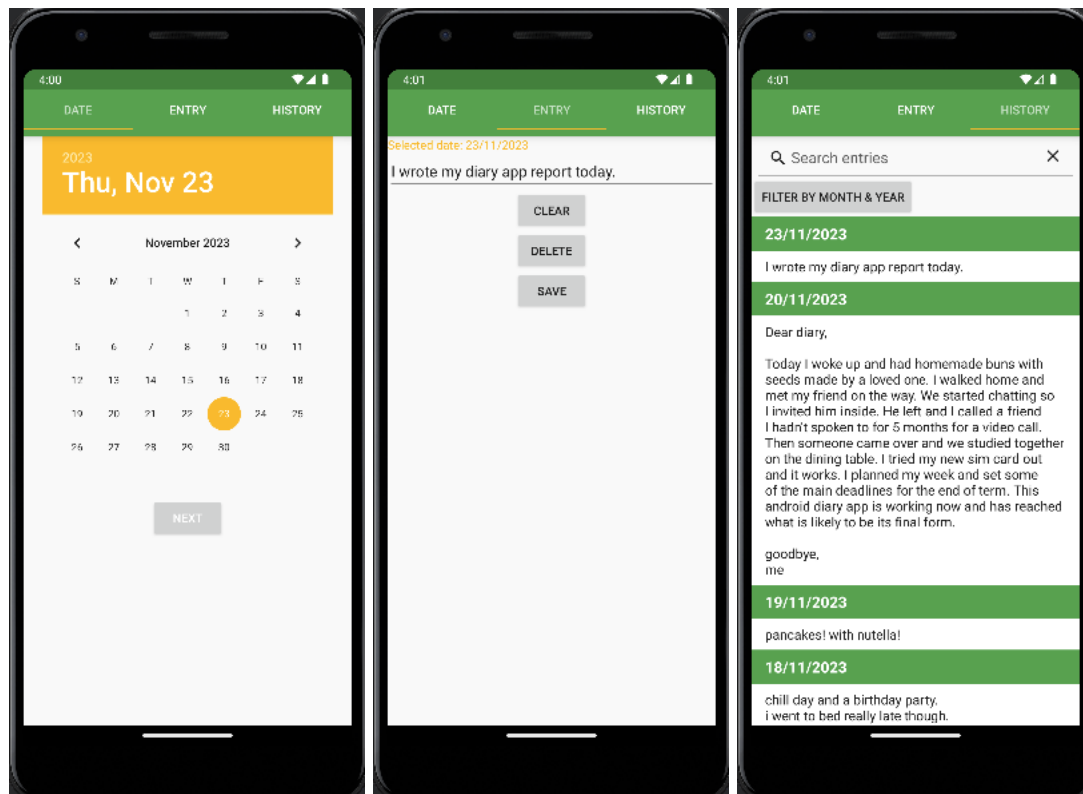 4:00
DATE ENTRY HISTORY
2023
Thu, Nov 23
November 2023
S M T W T F S
1 2 3 4
5 6 7 8 9 10 11
12 13 14 15 16 17 18
19 20 21 22 23 24 25
26 27 28 29 30
NEXT
4:01
DATE ENTRY HISTORY
Selected date: 23/11/2023
I wrote my diary app report today.
CLEAR
DELETE
SAVE
4:01
DATE ENTRY HISTORY
Search entries
FILTER BY MONTH & YEAR
23/11/2023
I wrote my diary app report today.
20/11/2023
Dear diary,
Today I woke up and had homemade buns with
seeds made by a loved one. I walked home and
met my friend on the way. We started chatting so
I invited him inside. He left and I called a friend
I hadn't spoken to for 5 months for a video call.
Then someone came over and we studied together
on the dining table. I tried my new sim card out
and it works. I planned my week and set some
of the main deadlines for the end of term. This
android diary app is working now and has reached
what is likely to be its final form.
goodbye,
me
19/11/2023
pancakes! with nutella!
18/11/2023
chill day and a birthday party.
i went to bed really late though.